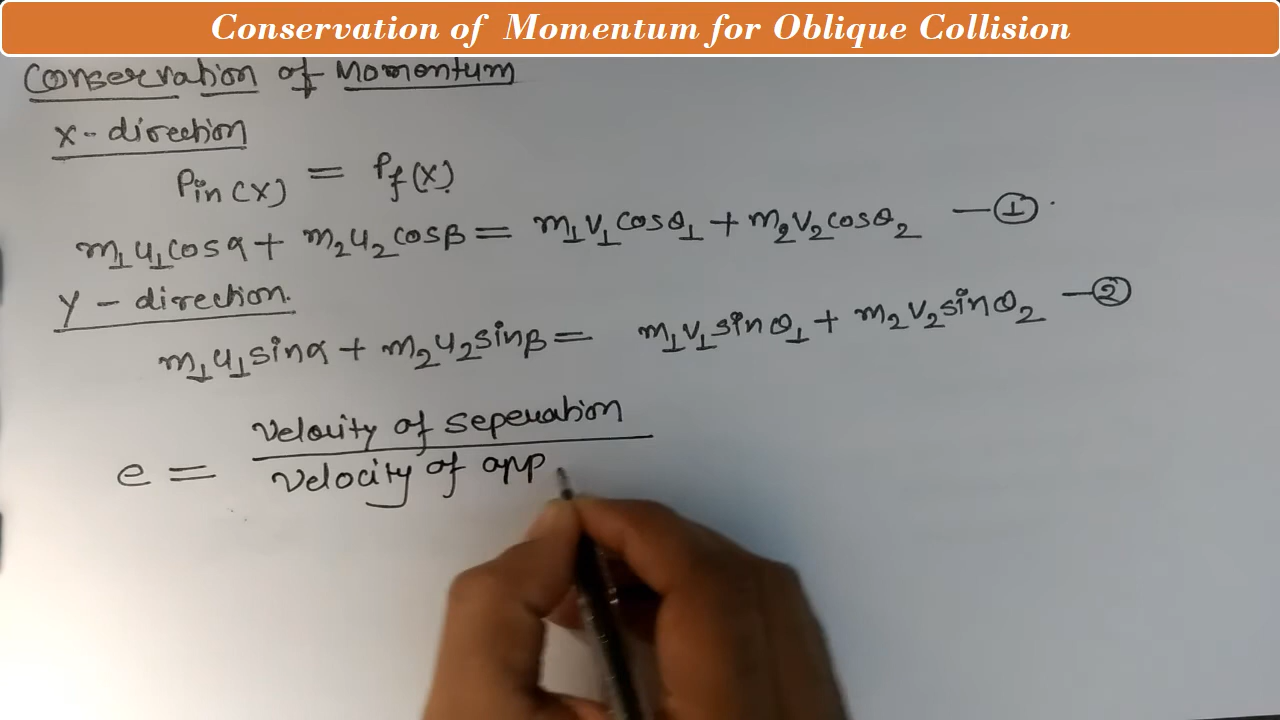 Conservation of Momentum for Oblique Collision
Conservation of Momentum
x - direction
Pin(x) = Pf(x)
m₁u₁cosα + m₂u₂cosβ = m₁v₁cosθ₁ + m₂v₂cosθ₂ — ①
Y - direction.
m₁u₁sinα + m₂u₂sinβ = m₁v₁sinθ₁ + m₂v₂sinθ₂ — ②
e = velocity of seperation
velocity of app